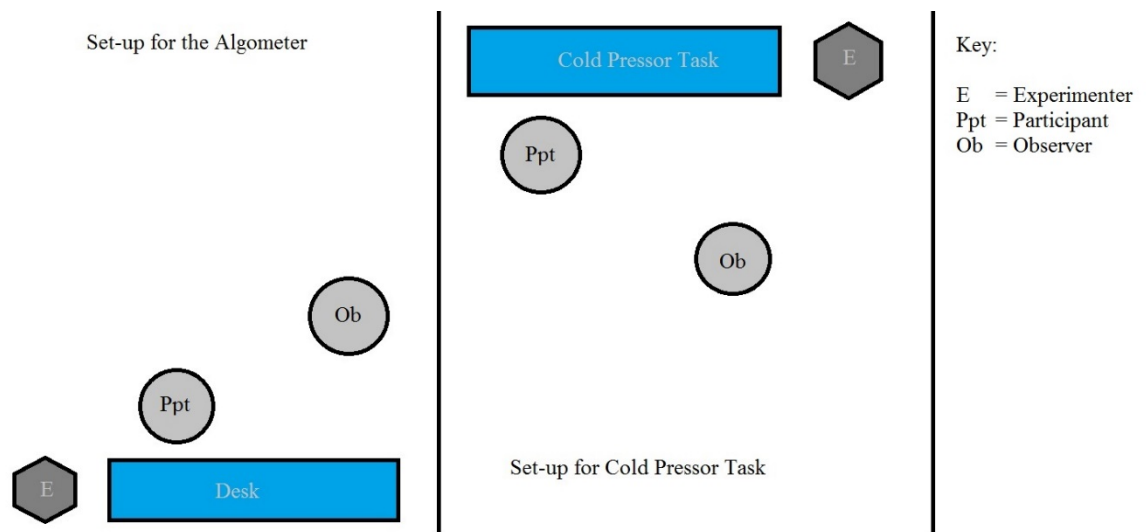 Set-up for the Algometer
Ob
Ppt
E
Desk
Cold Pressor Task
E
Ppt
Ob
Set-up for Cold Pressor Task
Key:
E = Experimenter
Ppt = Participant
Ob = Observer